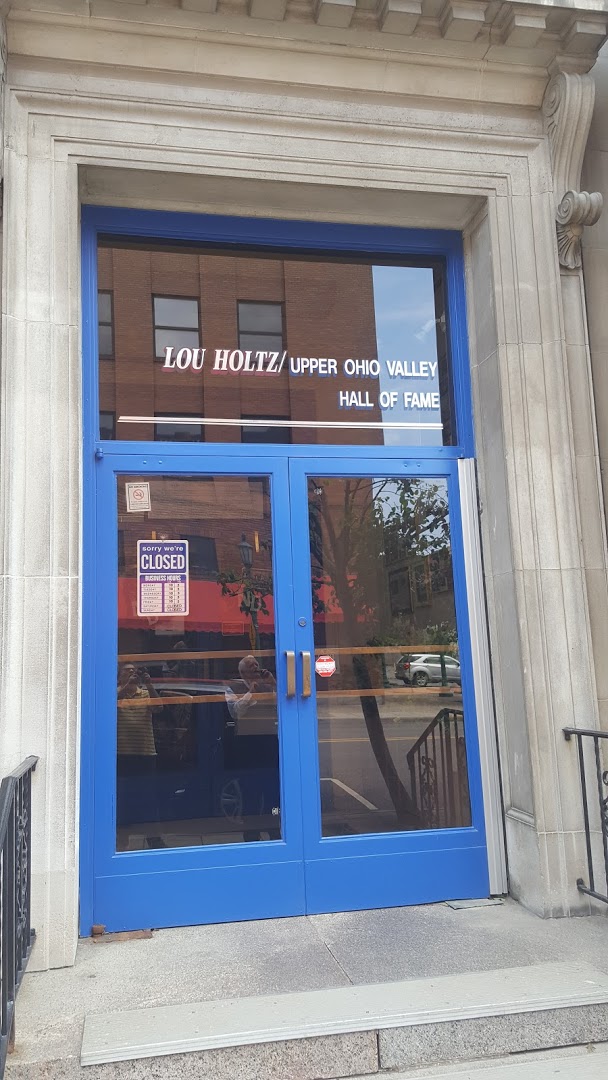 LOU HOLTZ/ UPPER OHIO VALLEY
HALL OF FAME
sorry we're
CLOSED
BUSINESS HOURS